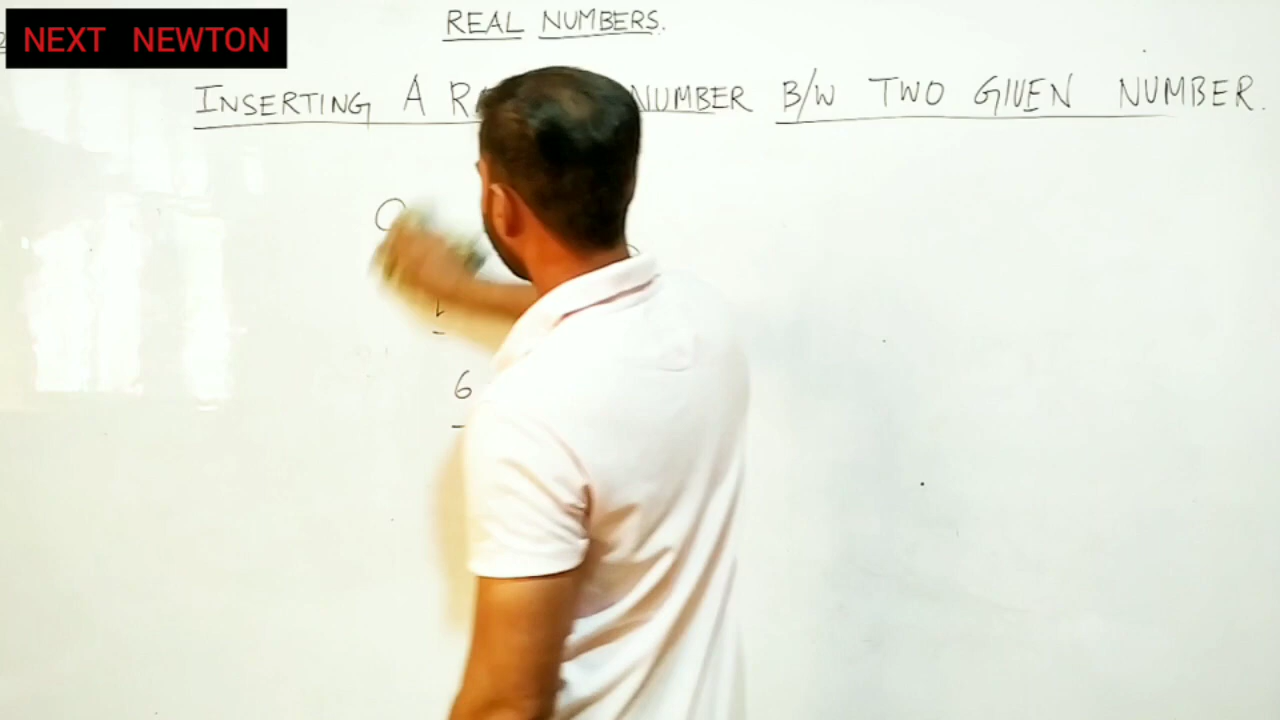 NEXT NEWTON
REAL NUMBERS.
INSERTING A NUMBER B/W TWO GIVEN NUMBER.
6